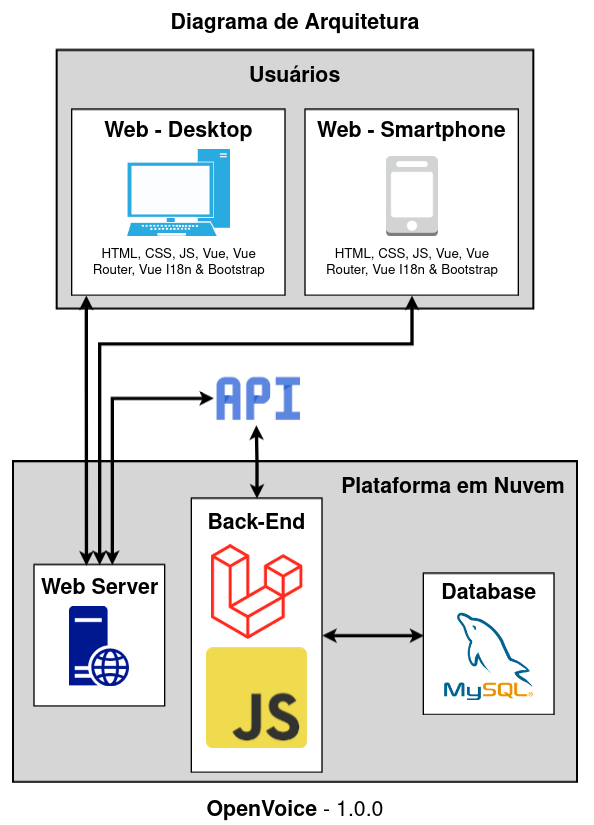 Diagrama de Arquitetura
Usuários
Web - Desktop
HTML, CSS, JS, Vue, Vue
Router, Vue I18n & Bootstrap
Web - Smartphone
HTML, CSS, JS, Vue, Vue
Router, Vue I18n & Bootstrap
API
Plataforma em Nuvem
Web Server
Back-End
JS
Database
MySQL®
OpenVoice - 1.0.0